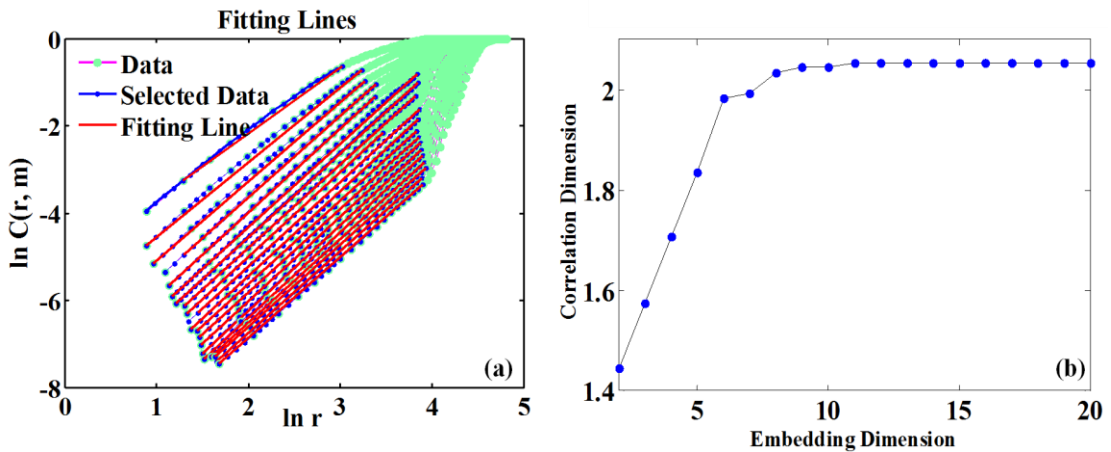 Fitting Lines
0
-2
-4
-6
-8
ln C(r, m)
Data
Selected Data
Fitting Line
(a)
0 1 2 3 4 5
ln r
2
1.8
1.6
1.4
Correlation Dimension
(b)
5 10 15 20
Embedding Dimension